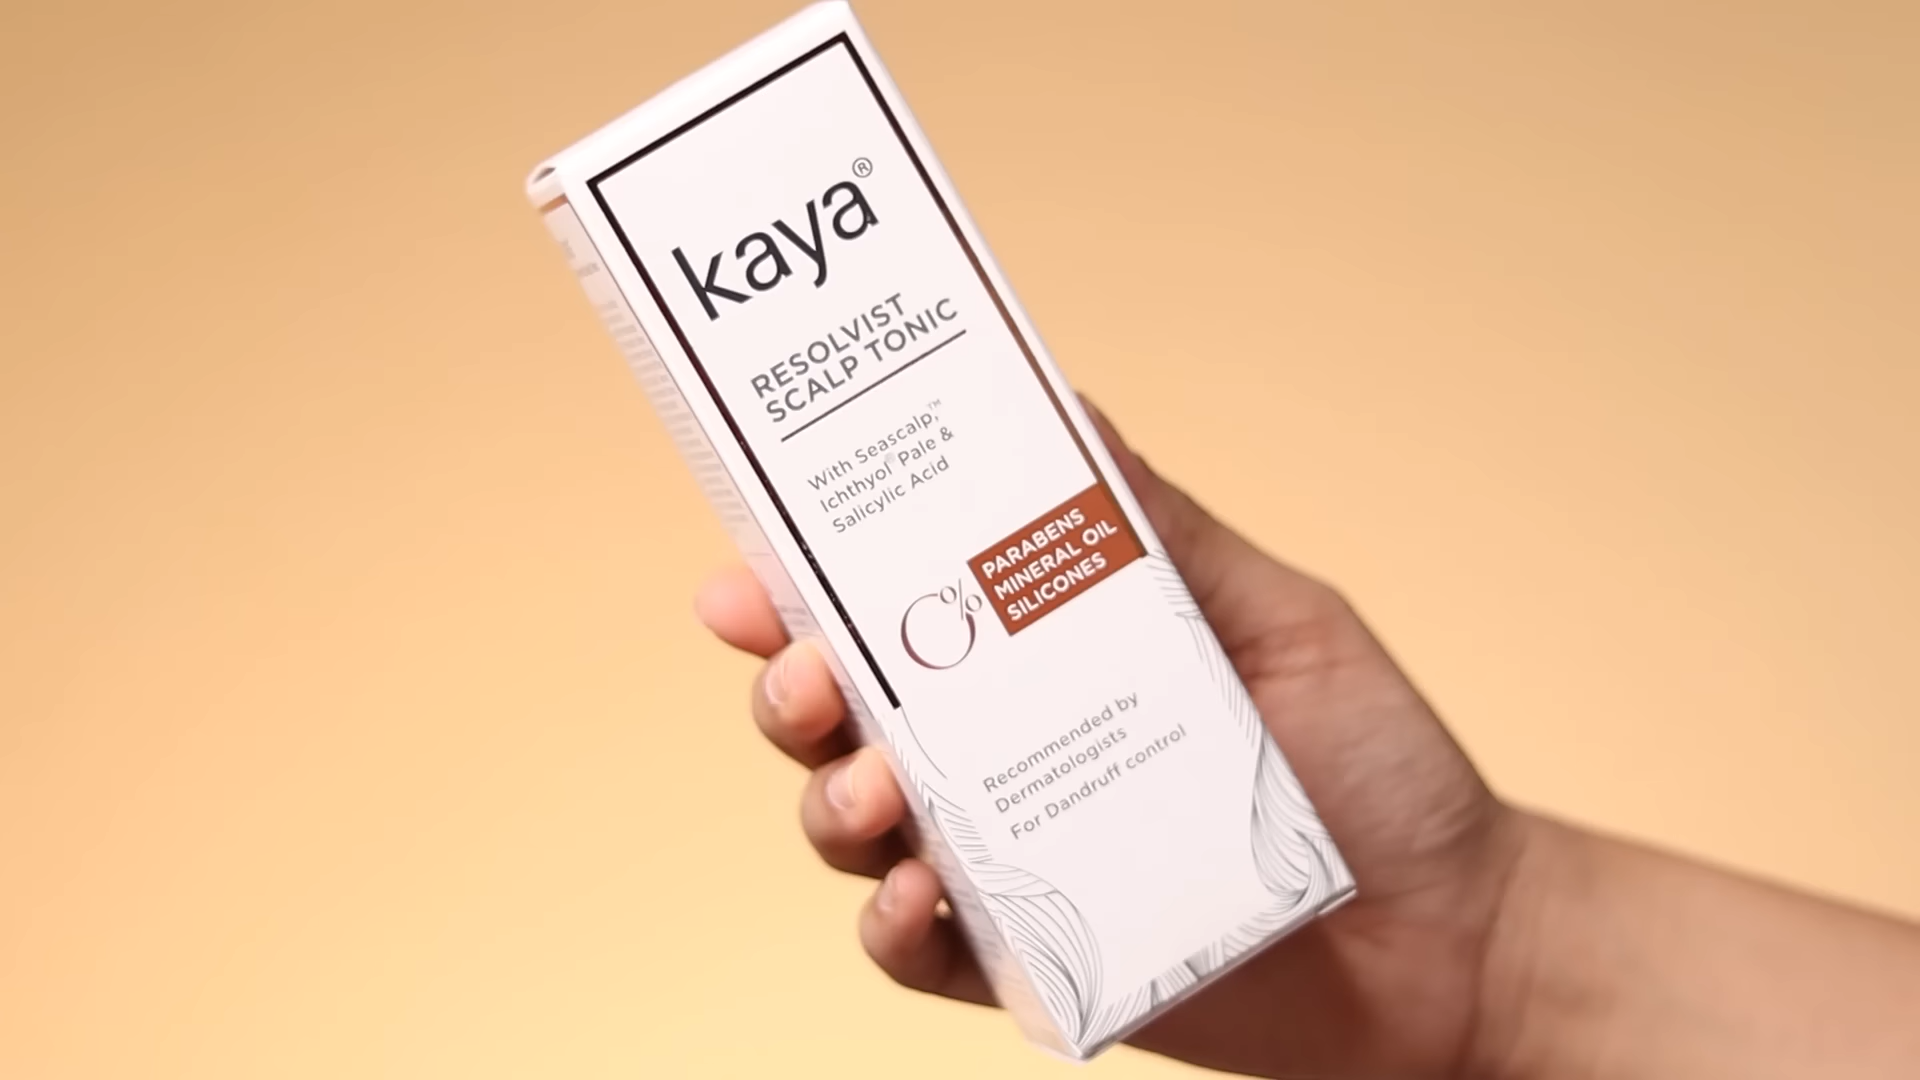 kaya®
RESOLVIST
SCALP TONIC
With Seascalp,™
Ichthyol® Pale &
Salicylic Acid
0%
PARABENS
MINERAL OIL
SILICONES
Recommended by
Dermatologists
For Dandruff control